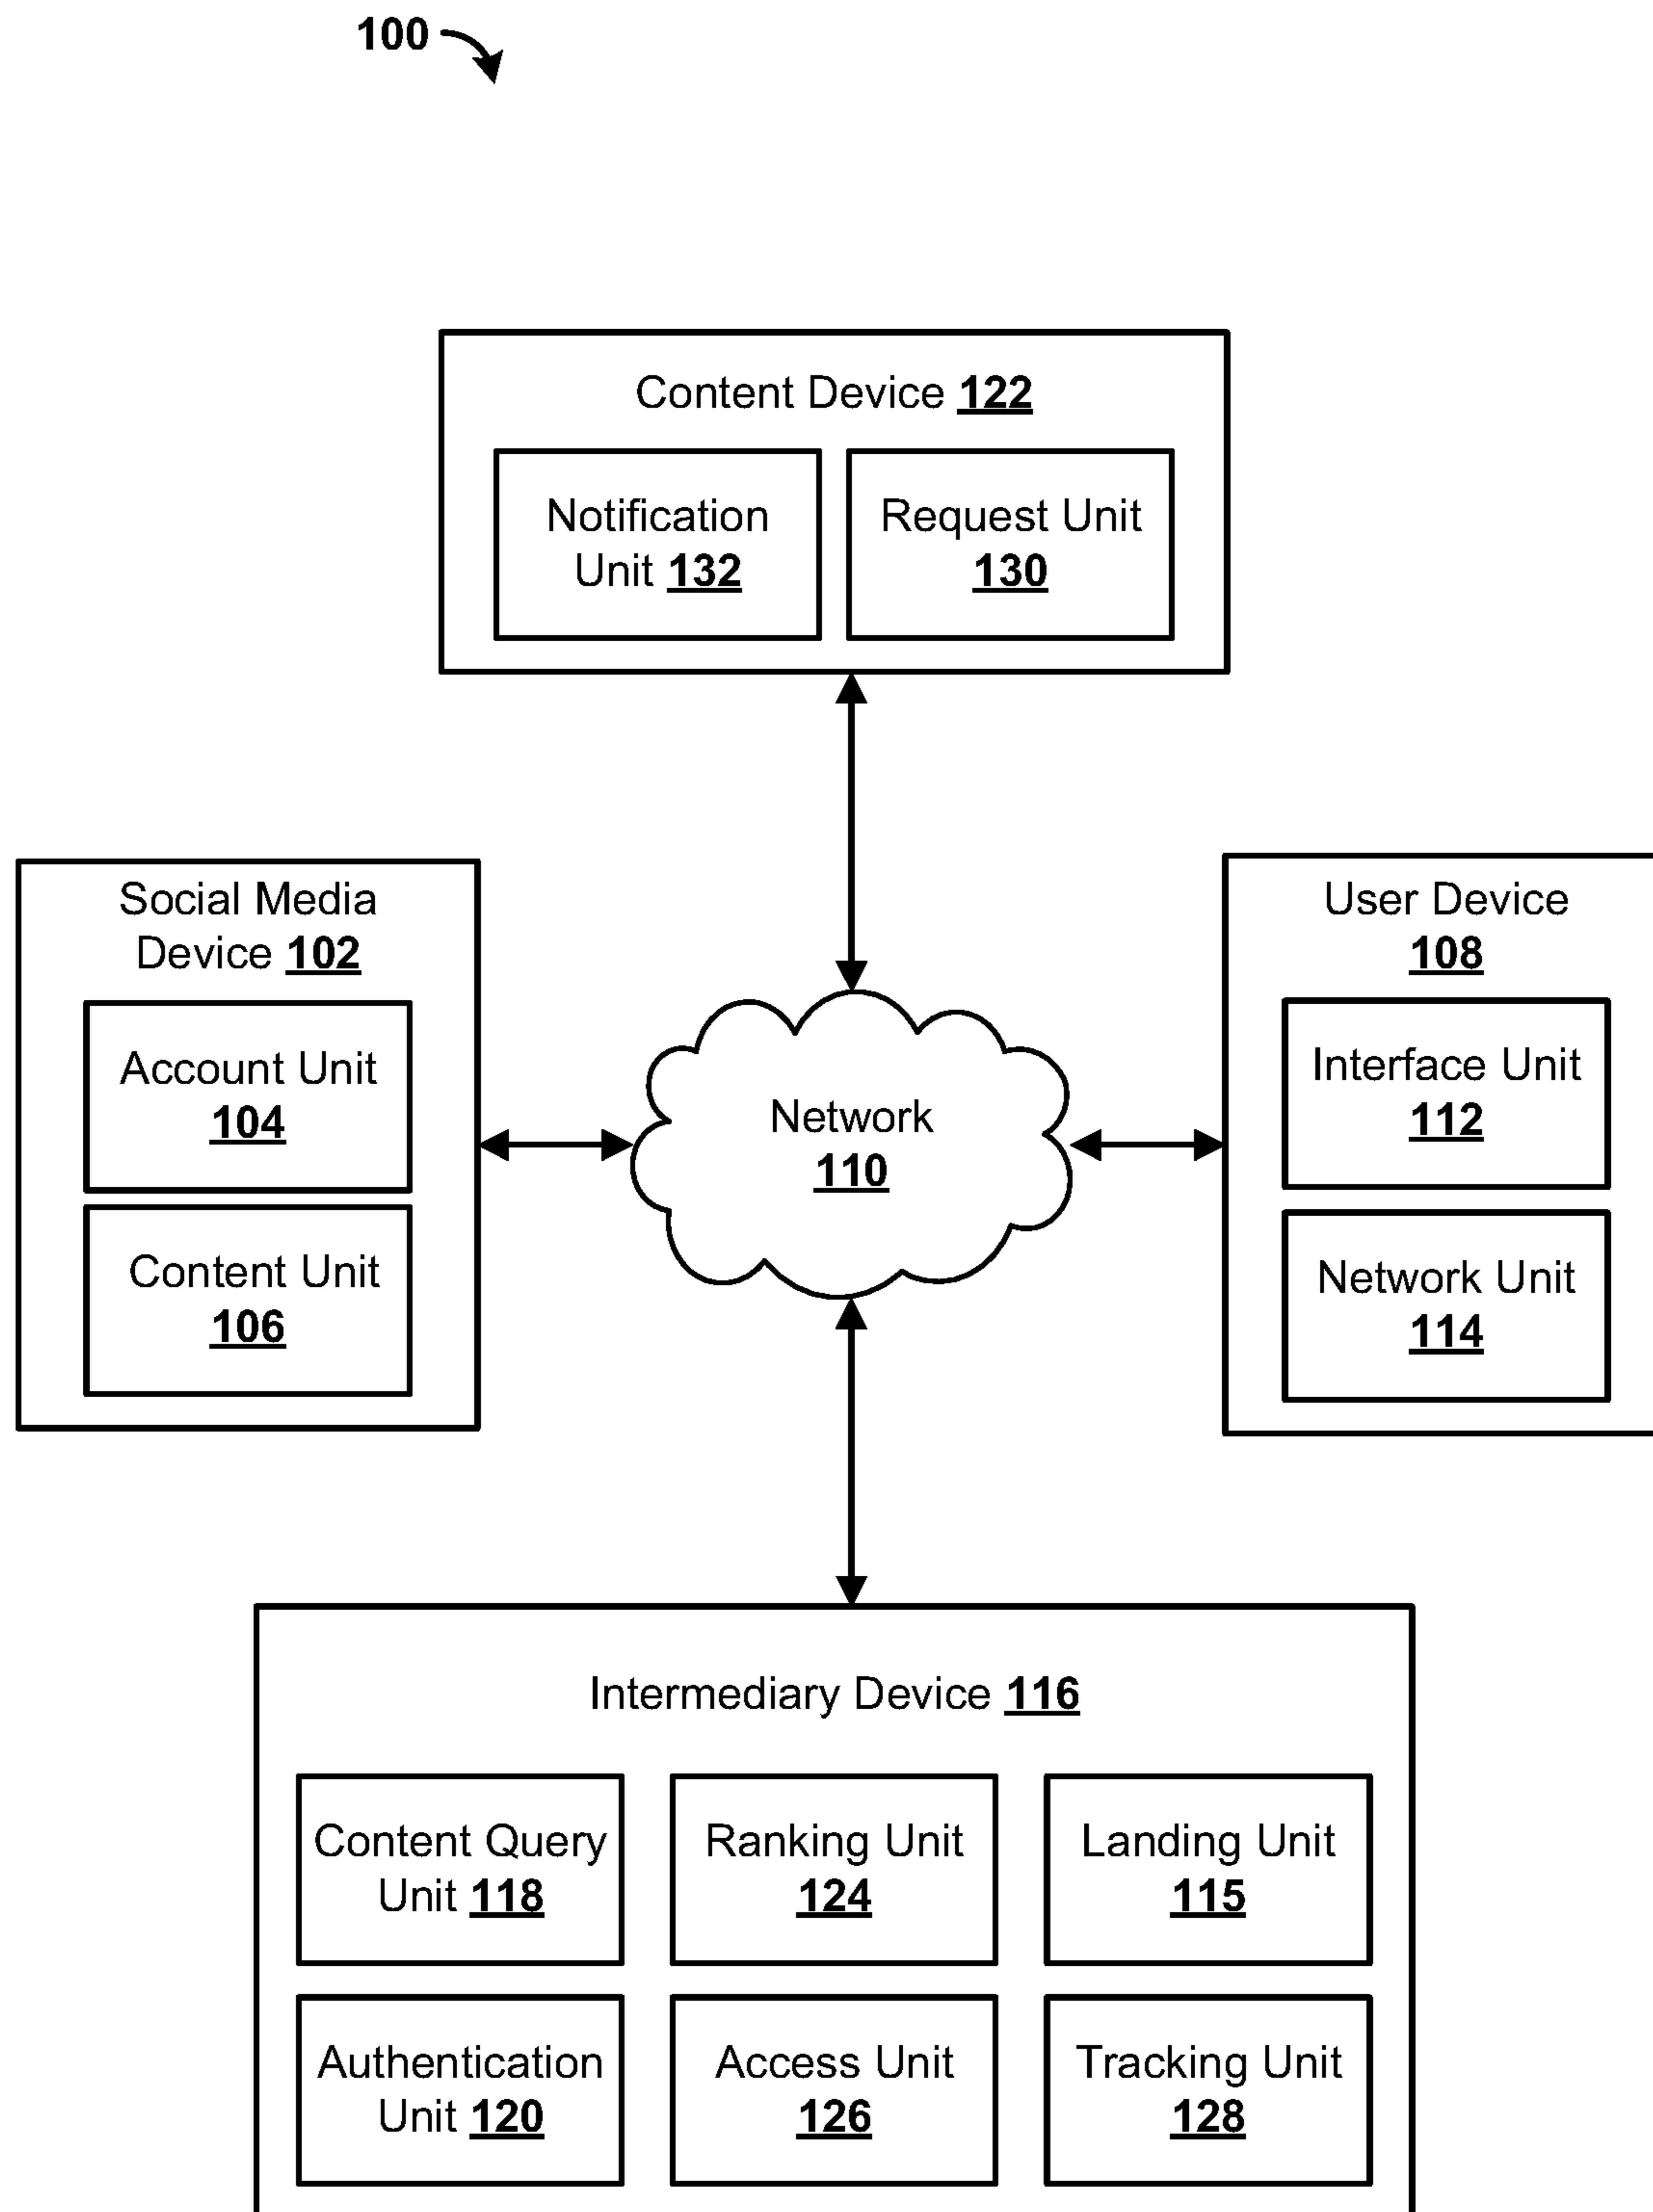 100
Content Device 122
Notification
Unit 132
Request Unit
130
Social Media
Device 102
Account Unit
104
Content Unit
106
Network
110
User Device
108
Interface Unit
112
Network Unit
114
Intermediary Device 116
Content Query
Unit 118
Ranking Unit
124
Landing Unit
115
Authentication
Unit 120
Access Unit
126
Tracking Unit
128